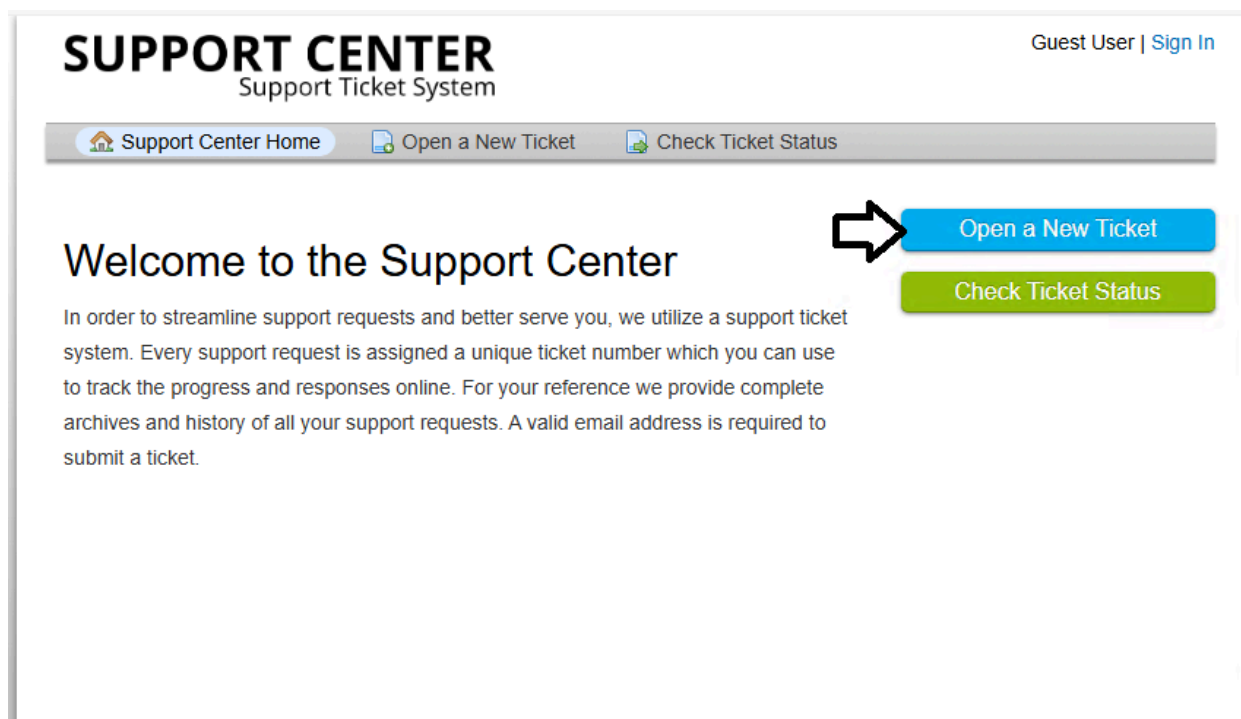 SUPPORT CENTER
Support Ticket System
Guest User | Sign In
Support Center Home
Open a New Ticket
Check Ticket Status
Open a New Ticket
Check Ticket Status
Welcome to the Support Center
In order to streamline support requests and better serve you, we utilize a support ticket
system. Every support request is assigned a unique ticket number which you can use
to track the progress and responses online. For your reference we provide complete
archives and history of all your support requests. A valid email address is required to
submit a ticket.